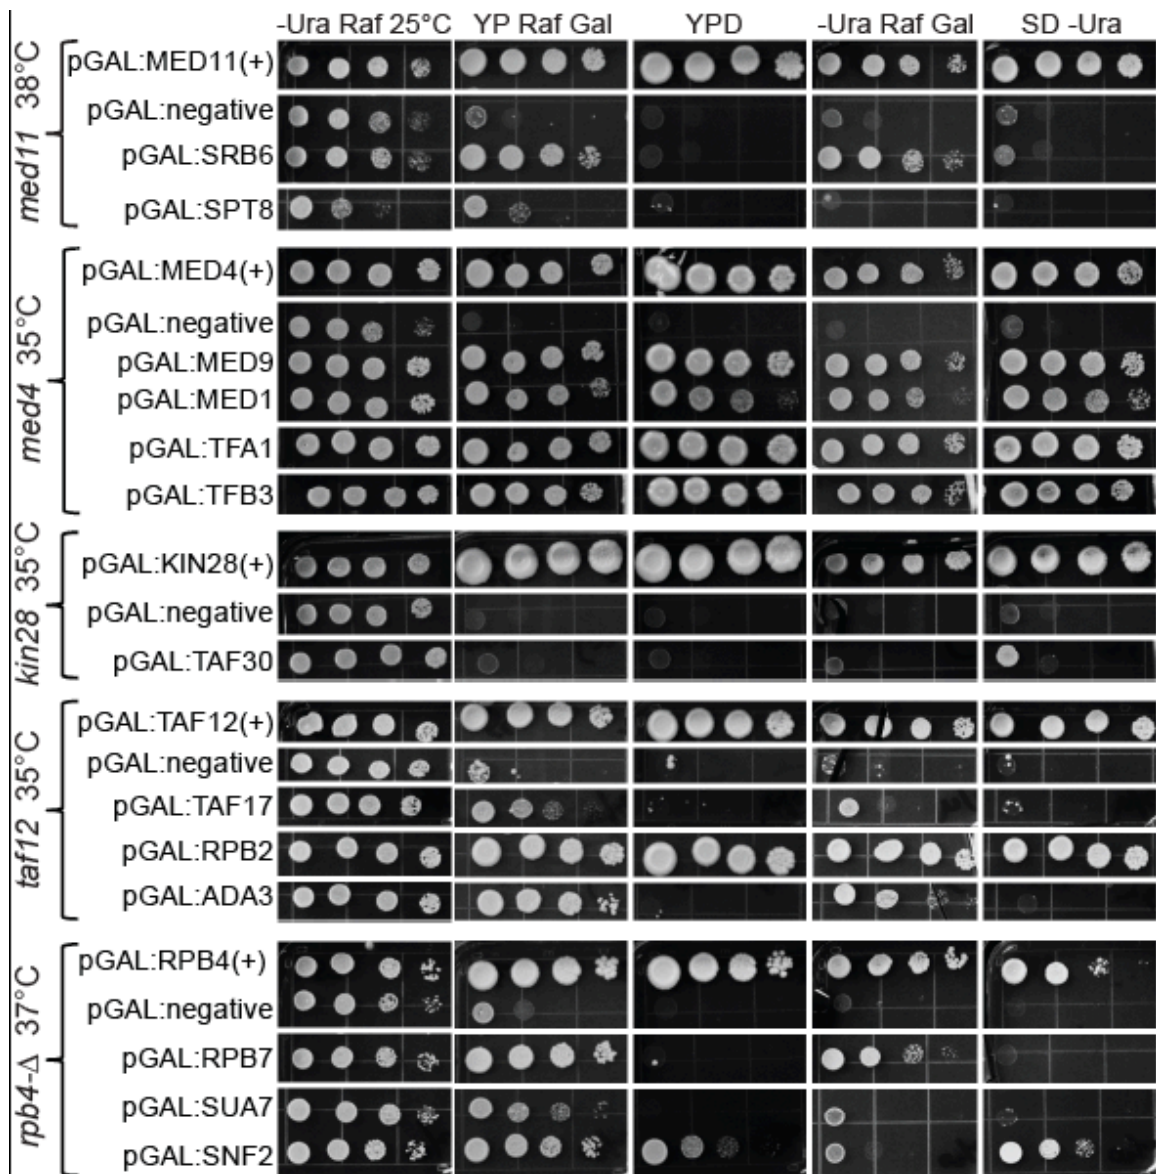 -Ura Raf 25°C YP Raf Gal YPD -Ura Raf Gal SD -Ura
med11 38°C
pGAL:MED11(+)
pGAL:negative
pGAL:SRB6
pGAL:SPT8
med4 35°C
pGAL:MED4(+)
pGAL:negative
pGAL:MED9
pGAL:MED1
pGAL:TFA1
pGAL:TFB3
kin28 35°C
pGAL:KIN28(+)
pGAL:negative
pGAL:TAF30
taf12 35°C
pGAL:TAF12(+)
pGAL:negative
pGAL:TAF17
pGAL:RPB2
pGAL:ADA3
rpb4-Δ 37°C
pGAL:RPB4(+)
pGAL:negative
pGAL:RPB7
pGAL:SUA7
pGAL:SNF2